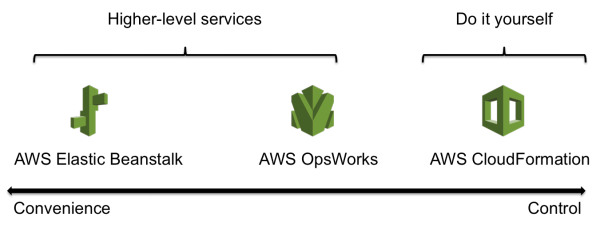 Higher-level services
Do it yourself
AWS Elastic Beanstalk
AWS OpsWorks
AWS CloudFormation
Convenience
Control